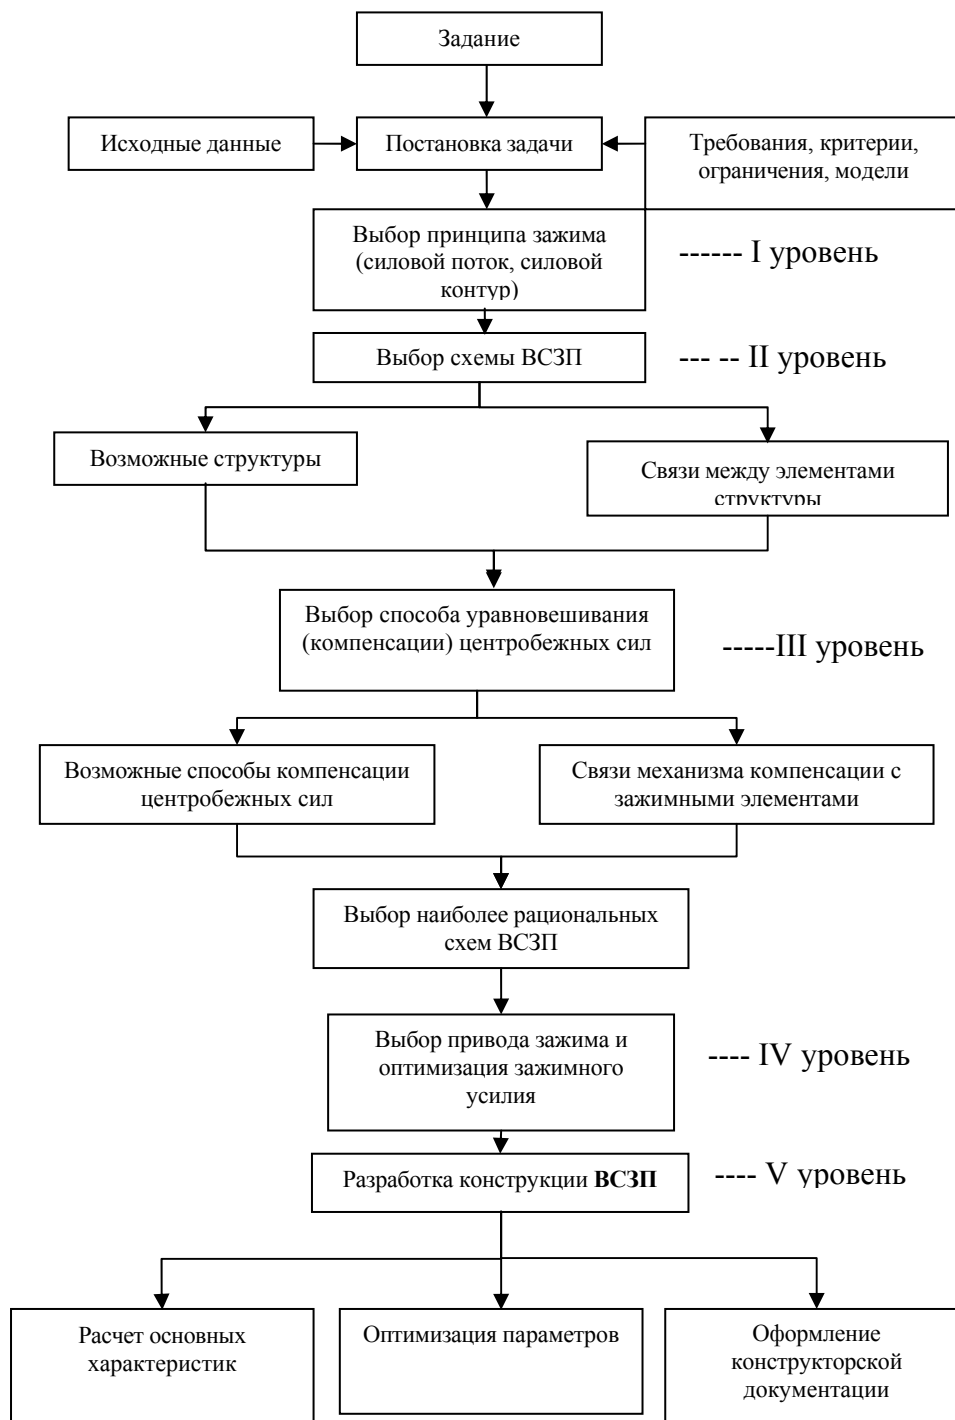 Задание
Исходные данные
Постановка задачи
Требования, критерии,
ограничения, модели
Выбор принципа зажима
(силовой поток, силовой
контур)
------ I уровень
Выбор схемы ВСЗП
--- -- II уровень
Возможные структуры
Связи между элементами
структуры
Выбор способа уравновешивания
(компенсации) центробежных сил
-----III уровень
Возможные способы компенсации
центробежных сил
Связи механизма компенсации с
зажимными элементами
Выбор наиболее рациональных
схем ВСЗП
Выбор привода зажима и
оптимизация зажимного
усилия
---- IV уровень
Разработка конструкции ВСЗП
---- V уровень
Расчет основных
характеристик
Оптимизация параметров
Оформление
конструкторской
документации